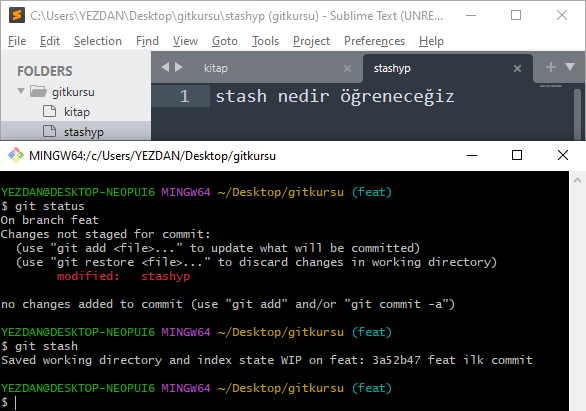 C:\Users\YEZDAN\Desktop\gitkursu\stashyp (gitkursu) - Sublime Text (UNRE...
File Edit Selection Find View Goto Tools Project Preferences Help
FOLDERS
gitkursu
kitap
stashyp
kitap
stashyp
1 stash nedir öğreneceğiz
MINGW64:/c/Users/YEZDAN/Desktop/gitkursu
YEZDAN@DESKTOP-NEOPUI6 MINGW64 ~/Desktop/gitkursu (feat)
$ git status
On branch feat
Changes not staged for commit:
  (use "git add <file>..." to update what will be committed)
  (use "git restore <file>..." to discard changes in working directory)
        modified:   stashyp
no changes added to commit (use "git add" and/or "git commit -a")
YEZDAN@DESKTOP-NEOPUI6 MINGW64 ~/Desktop/gitkursu (feat)
$ git stash
Saved working directory and index state WIP on feat: 3a52b47 feat ilk commit
YEZDAN@DESKTOP-NEOPUI6 MINGW64 ~/Desktop/gitkursu (feat)
$